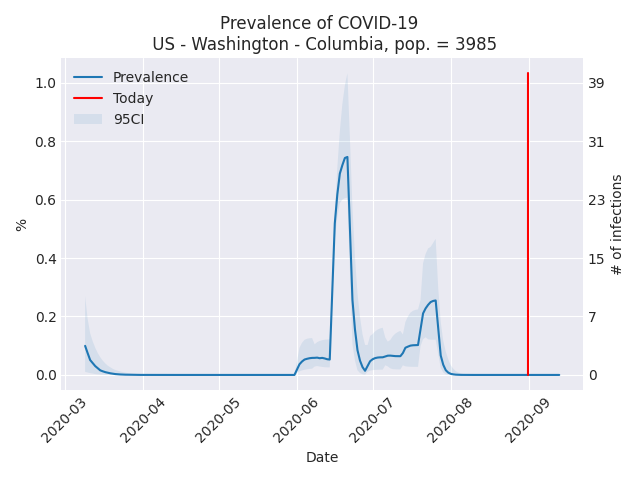 Prevalence of COVID-19
US - Washington - Columbia, pop. = 3985
Prevalence
Today
95CI
1.0
0.8
0.6
0.4
0.2
0.0
%
39
31
23
15
7
0
# of infections
2020-03
2020-04
2020-05
2020-06
2020-07
2020-08
2020-09
Date